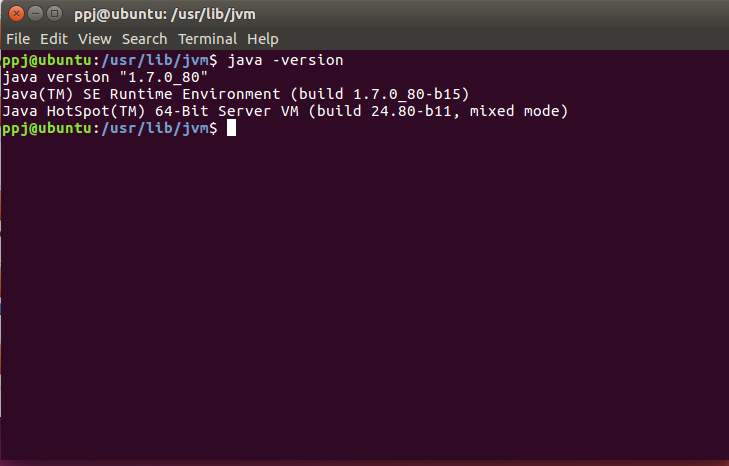 ppj@ubuntu: /usr/lib/jvm
File Edit View Search Terminal Help
ppj@ubuntu:/usr/lib/jvm$ java -version
java version "1.7.0_80"
Java(TM) SE Runtime Environment (build 1.7.0_80-b15)
Java HotSpot(TM) 64-Bit Server VM (build 24.80-b11, mixed mode)
ppj@ubuntu:/usr/lib/jvm$